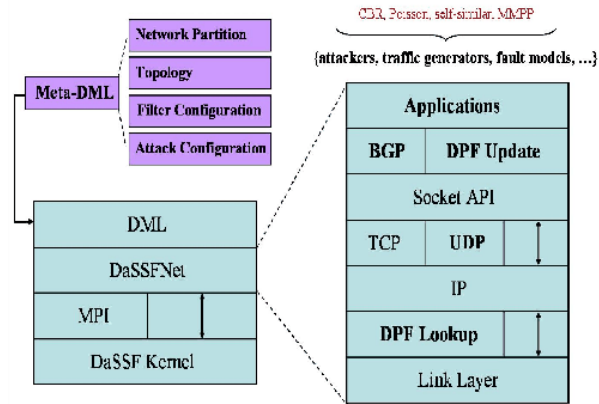 CBR, Poisson, self-similar, MMPP
{attackers, traffic generators, fault models, ...}
Network Partition
Topology
Meta-DML
Filter Configuration
Attack Configuration
Applications
BGP DPF Update
Socket API
TCP UDP
IP
DPF Lookup
Link Layer
DML
DaSSFNet
MPI
DaSSF Kernel